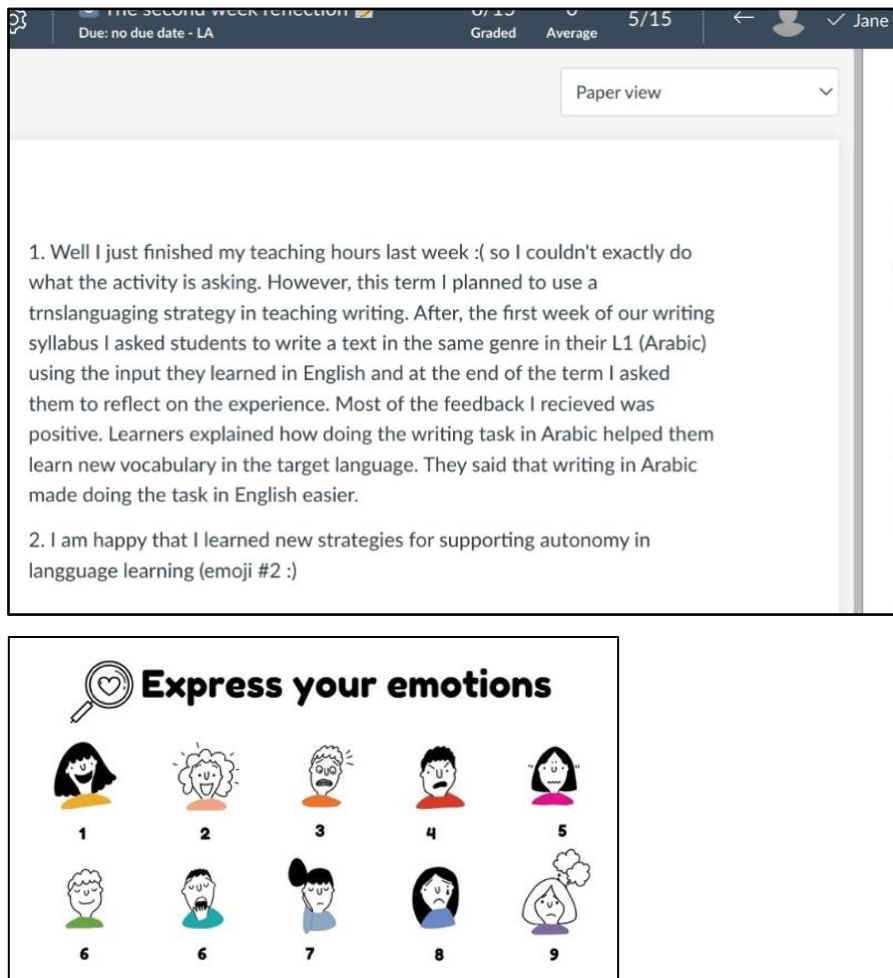 The second week reflection
Due: no due date - LA
Graded
Average
5/15
Jane
Paper view
1. Well I just finished my teaching hours last week :( so I couldn't exactly do
what the activity is asking. However, this term I planned to use a
trnslanguaging strategy in teaching writing. After, the first week of our writing
syllabus I asked students to write a text in the same genre in their L1 (Arabic)
using the input they learned in English and at the end of the term I asked
them to reflect on the experience. Most of the feedback I recieved was
positive. Learners explained how doing the writing task in Arabic helped them
learn new vocabulary in the target language. They said that writing in Arabic
made doing the task in English easier.
2. I am happy that I learned new strategies for supporting autonomy in
langguage learning (emoji #2 :)
Express your emotions
1 2 3 4 5
6 6 7 8 9